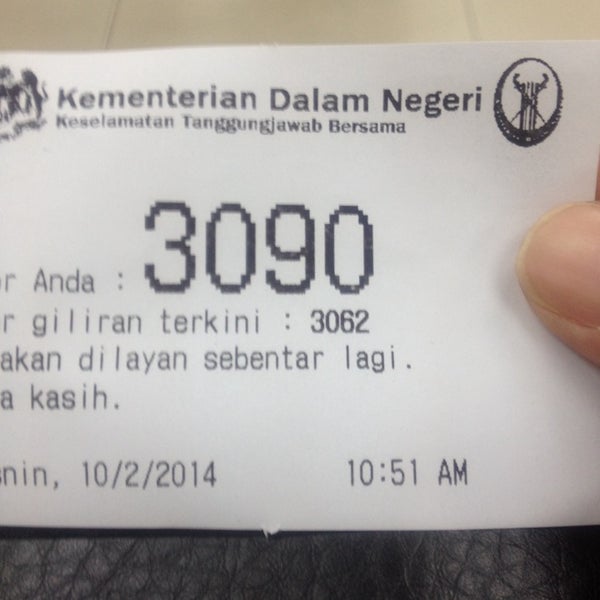 Kementerian Dalam Negeri
Keselamatan Tanggungjawab Bersama
Anda : 3090
giliran terkini : 3062
akan dilayan sebentar lagi.
kasih.
10/2/2014 10:51 AM